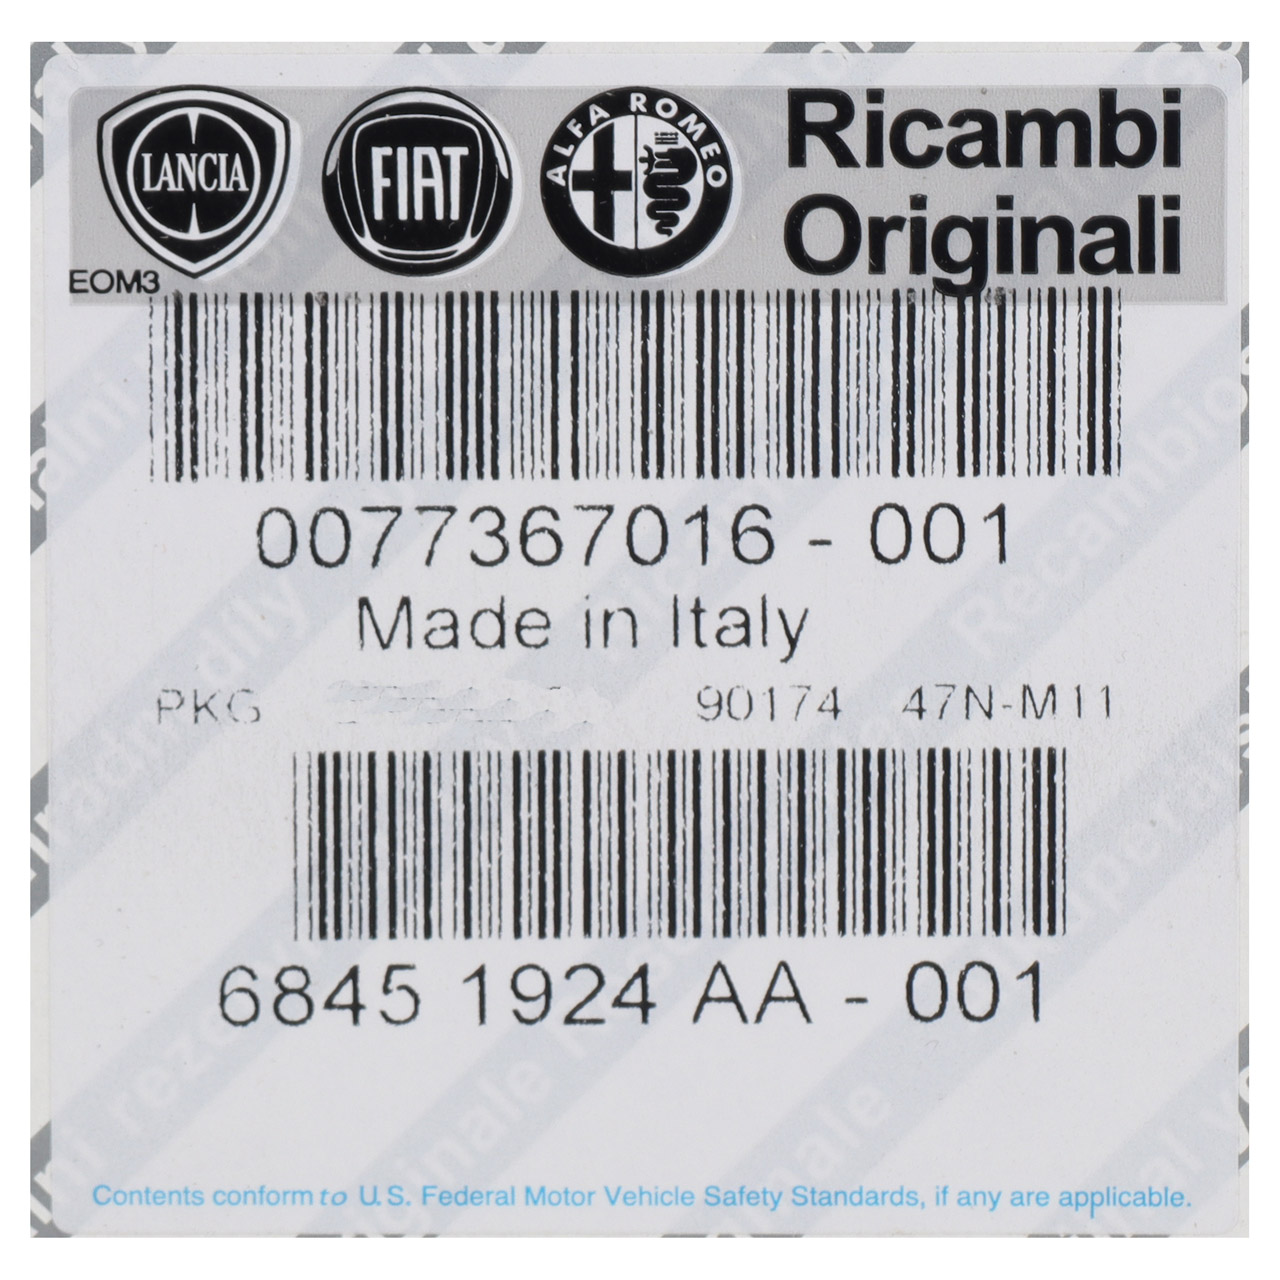 LANCIA FIAT ALFA ROMEO Ricambi
Originali
EOM3
0077367016 - 001
Made in Italy
PKG 90174 47N-M11
6845 1924 AA - 001
Contents conform to U.S. Federal Motor Vehicle Safety Standards, if any are applicable.